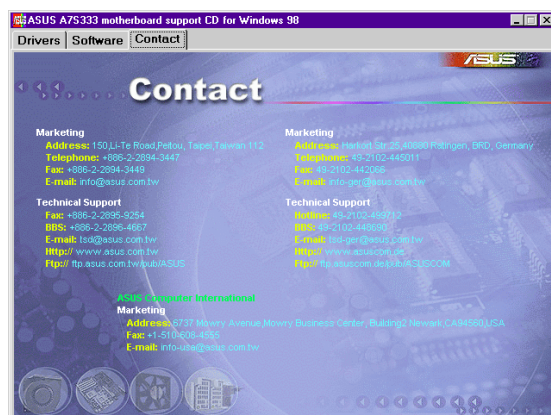 ASUS A7S333 motherboard support CD for Windows 98
Drivers Software Contact
ASUS
Contact
Marketing
Address: 150,Li-Te Road,Peitou, Taipei,Taiwan 112
Telephone: +886-2-2894-3447
Fax: +886-2-2894-3449
E-mail: info@asus.com.tw
Technical Support
Fax: +886-2-2895-9254
BBS: +886-2-2896-4667
E-mail: tsd@asus.com.tw
Http:// www.asus.com.tw
Ftp:// ftp.asus.com.tw/pub/ASUS
Marketing
Address: Harkort Str.25,40880 Ratingen, BRD, Germany
Telephone: 49-2102-445011
Fax: 49-2102-442066
E-mail: info-ger@asus.com.tw
Technical Support
Hotline: 49-2102-499712
BBS: 49-2102-448690
E-mail: tsd-ger@asus.com.tw
Http:// www.asuscom.de
Ftp:// ftp.asuscom.de/pub/ASUSCOM
ASUS Computer International
Marketing
Address: 6737 Mowry Avenue,Mowry Business Center, Building2 Newark,CA94560,USA
Fax: +1-510-608-4555
E-mail: info-usa@asus.com.tw